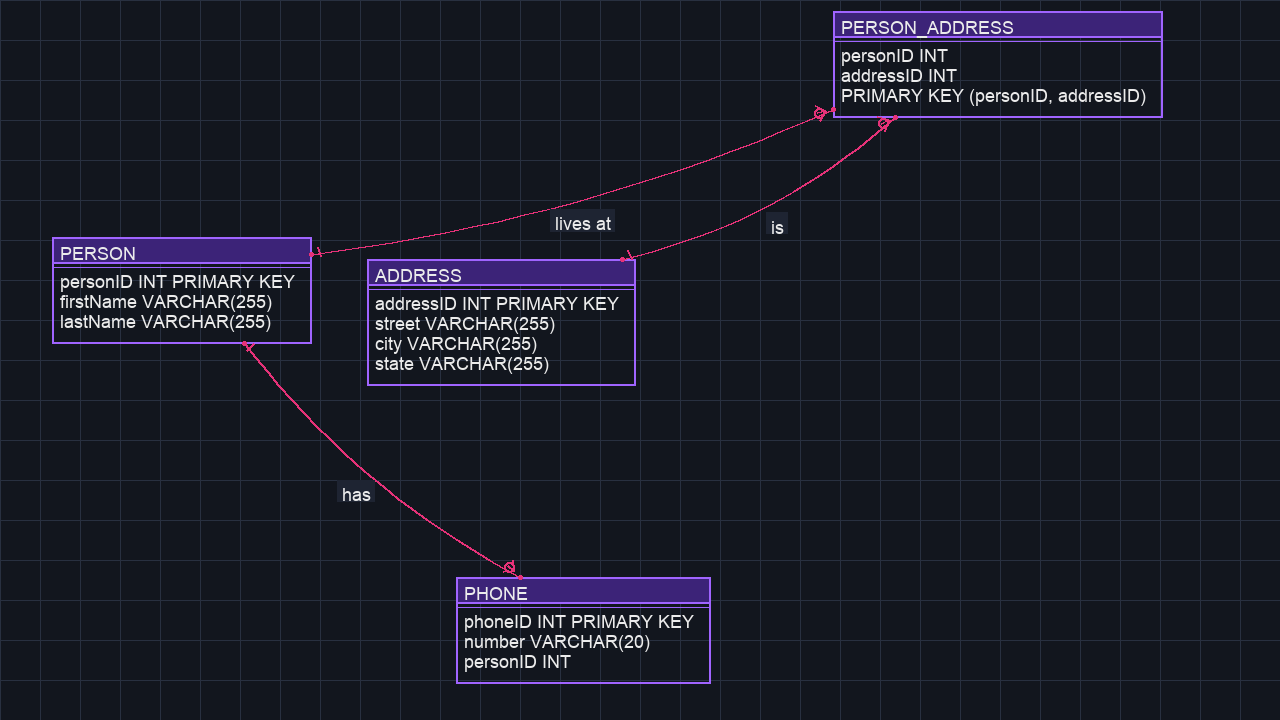 PERSON_ADDRESS
personID INT
addressID INT
PRIMARY KEY (personID, addressID)
lives at
is
PERSON
personID INT PRIMARY KEY
firstName VARCHAR(255)
lastName VARCHAR(255)
ADDRESS
addressID INT PRIMARY KEY
street VARCHAR(255)
city VARCHAR(255)
state VARCHAR(255)
has
PHONE
phoneID INT PRIMARY KEY
number VARCHAR(20)
personID INT